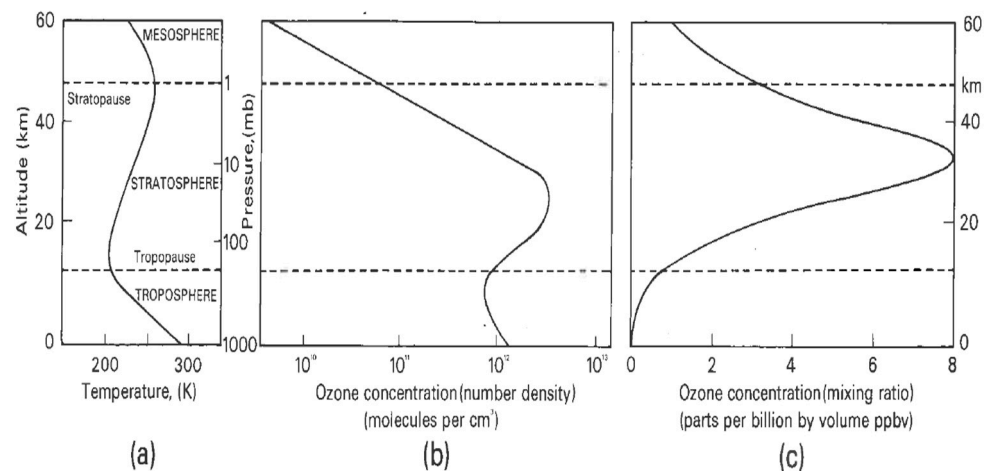 60
40
20
0
Altitude (km)
MESOSPHERE
Stratopause
STRATOSPHERE
Tropopause
TROPOSPHERE
200
300
Temperature, (K)
(a)
1
10
100
1000
Pressure,(mb)
10¹⁰
10¹¹
10¹²
10¹³
Ozone concentration(number density)
(molecules per cm³)
(b)
60
km
40
20
0
0
2
4
6
8
Ozone concentration(mixing ratio)
(parts per billion by volume ppbv)
(c)